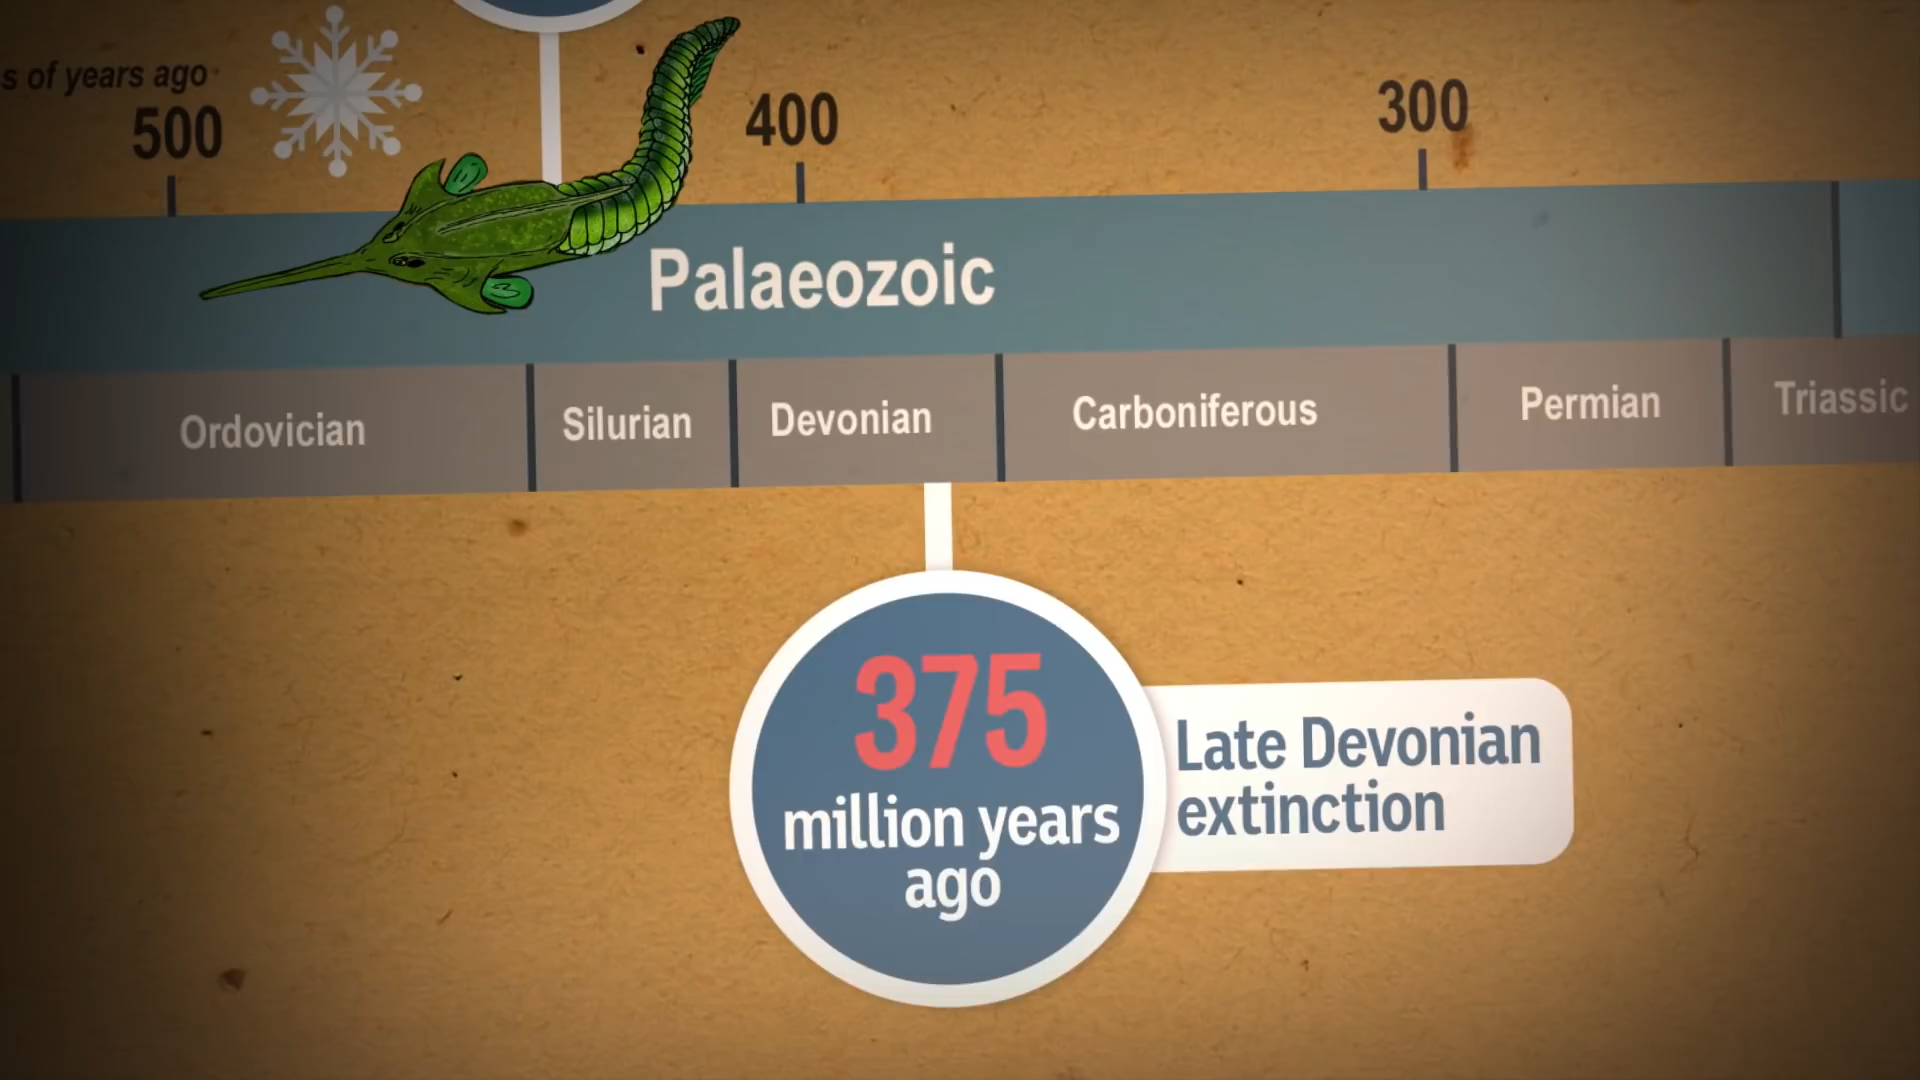 s of years ago
500
400
300
Palaeozoic
Ordovician
Silurian
Devonian
Carboniferous
Permian
Triassic
375
million years
ago
Late Devonian
extinction